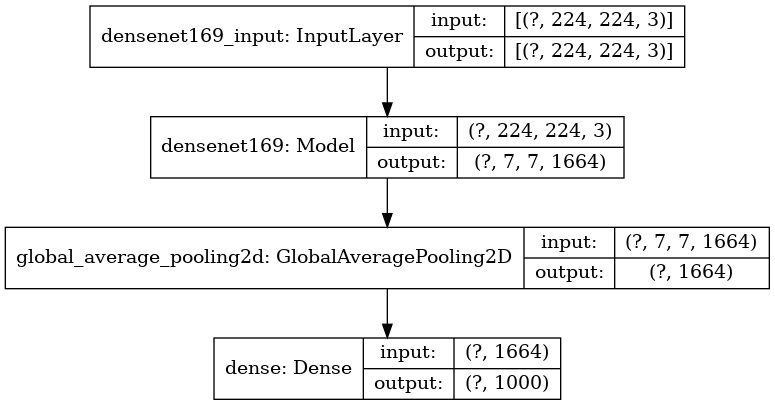 densenet169_input: InputLayer
input:
[(?, 224, 224, 3)]
output:
[(?, 224, 224, 3)]
densenet169: Model
input:
(?, 224, 224, 3)
output:
(?, 7, 7, 1664)
global_average_pooling2d: GlobalAveragePooling2D
input:
(?, 7, 7, 1664)
output:
(?, 1664)
dense: Dense
input:
(?, 1664)
output:
(?, 1000)